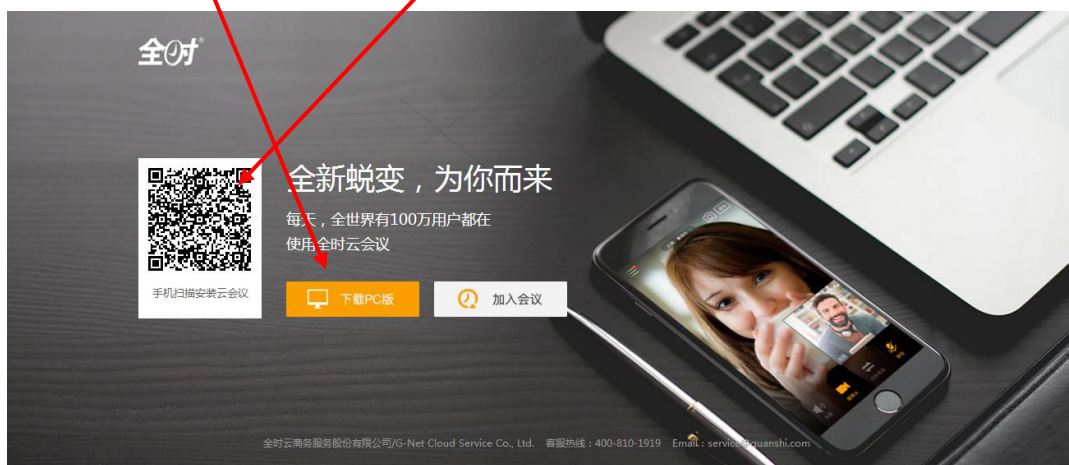 全时
全新蜕变，为你而来
每天，全世界有100万用户都在
使用全时云会议
手机扫描安装云会议
下载PC版
加入会议
全时云商务服务股份有限公司/G-Net Cloud Service Co., Ltd. 客服热线：400-810-1919 Email：service@quanshi.com